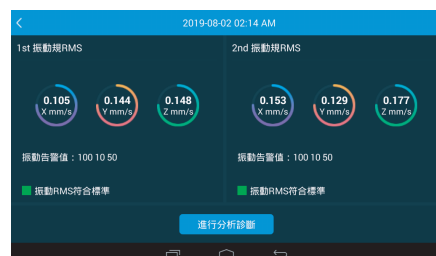 2019-08-02 02:14 AM
1st 振動規RMS
0.105
X mm/s
0.144
Y mm/s
0.148
Z mm/s
振動告警值：100 10 50
振動RMS符合標準
2nd 振動規RMS
0.153
X mm/s
0.129
Y mm/s
0.177
Z mm/s
振動告警值：100 10 50
振動RMS符合標準
進行分析診斷